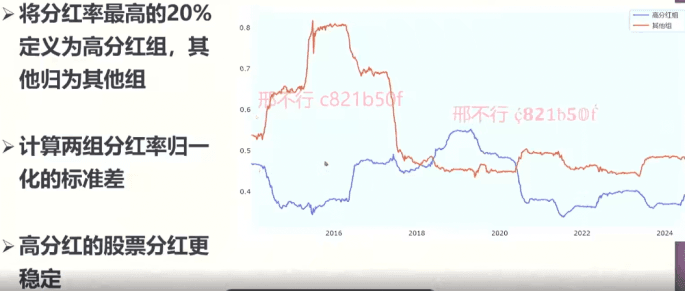 ➢将分红率最高的20%
定义为高分红组，其
他归为其他组
➢计算两组分红率归一
化的标准差
➢高分红的股票分红更
稳定
高分红组
其他组
0.8
0.7
0.6
0.5
0.4
2016
2018
2020
2022
2024
邢不行 c821b50f
邢不行 c821b50f